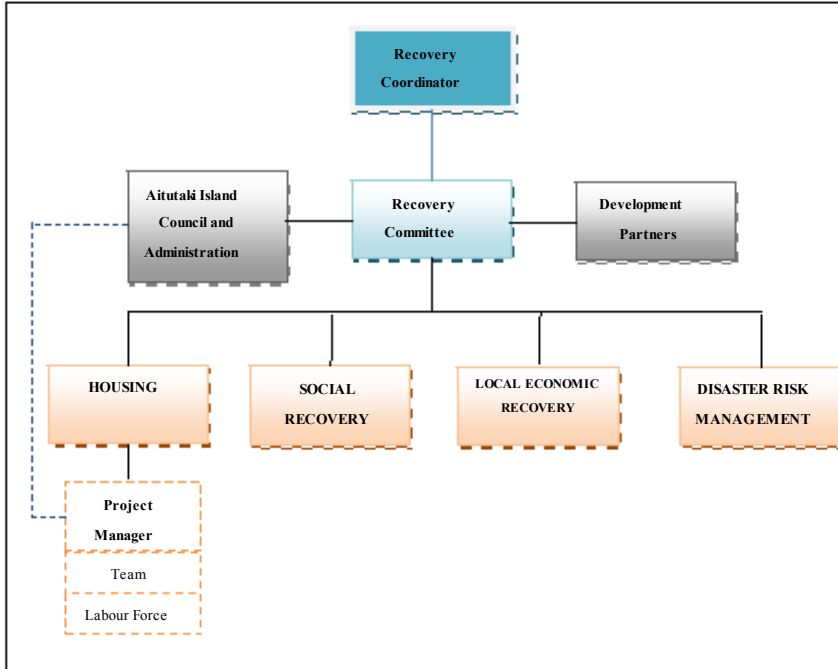 Recovery
Coordinator
Aitutaki Island
Council and
Administration
Recovery
Committee
Development
Partners
HOUSING
SOCIAL
RECOVERY
LOCAL ECONOMIC
RECOVERY
DISASTER RISK
MANAGEMENT
Project
Manager
Team
Labour Force